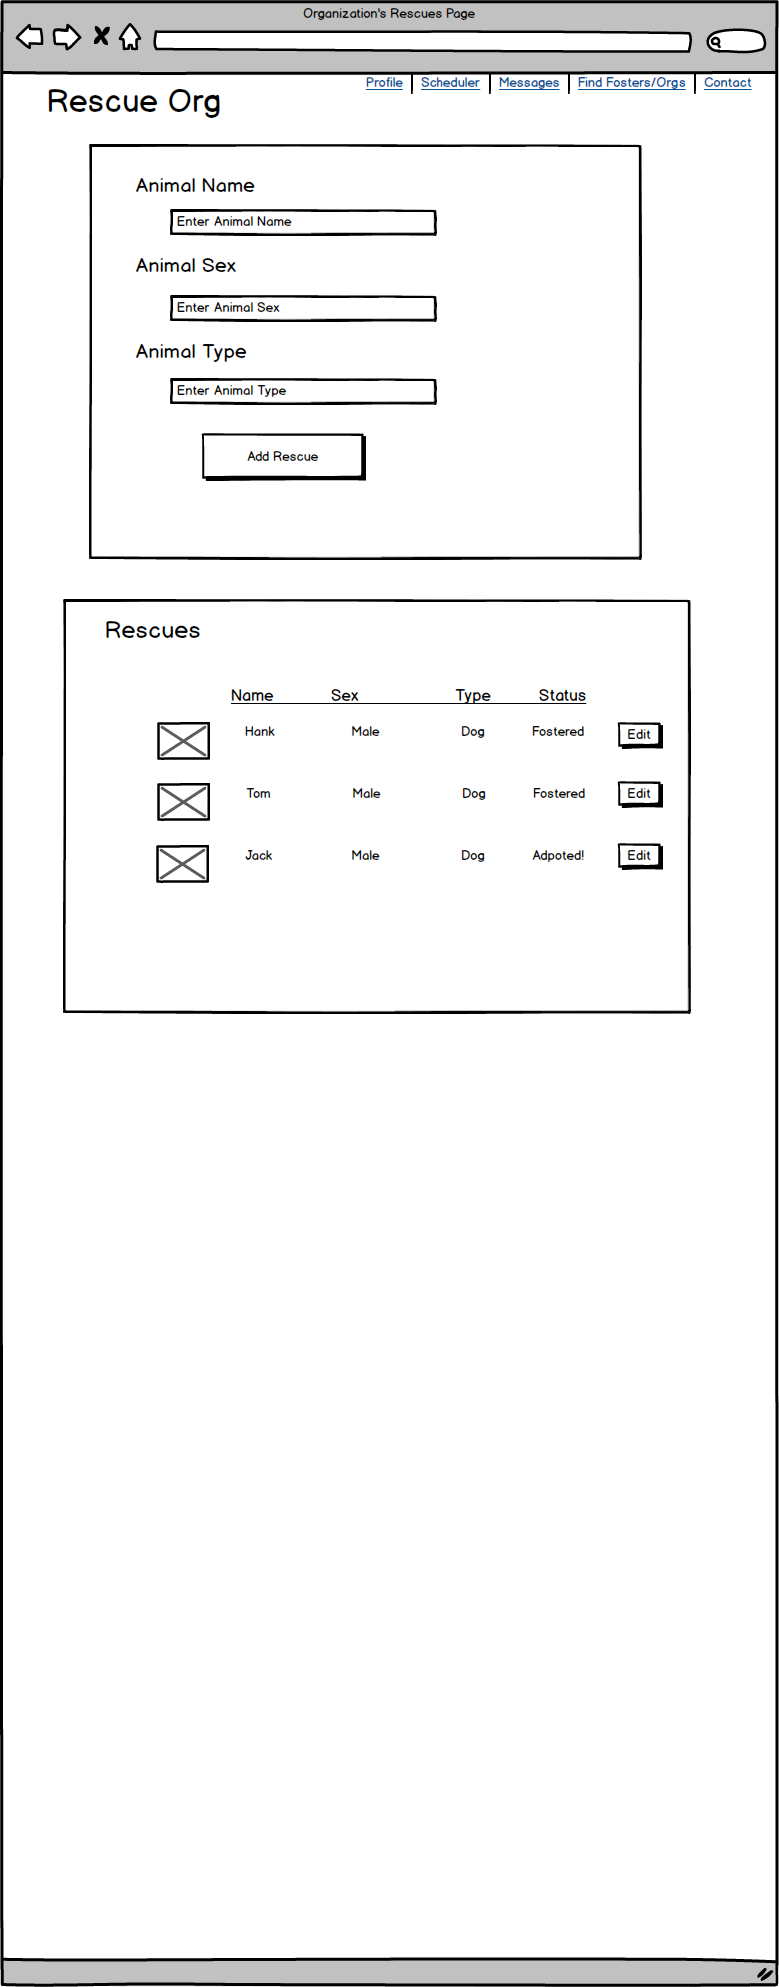 Organization's Rescues Page
Profile Scheduler Messages Find Fosters/Orgs Contact
Rescue Org
Animal Name
Enter Animal Name
Animal Sex
Enter Animal Sex
Animal Type
Enter Animal Type
Add Rescue
Rescues
Name Sex Type Status
Hank Male Dog Fostered Edit
Tom Male Dog Fostered Edit
Jack Male Dog Adpoted! Edit